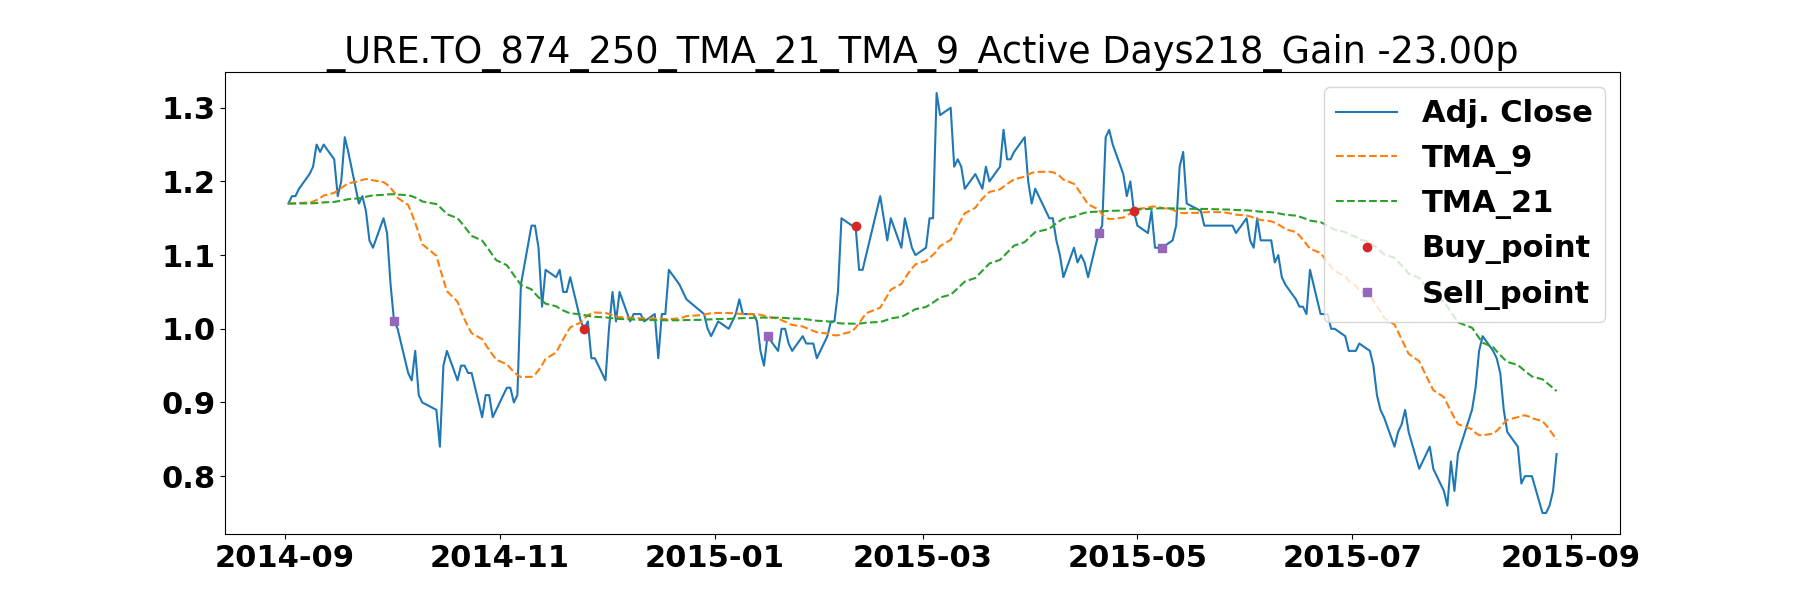 _URE.TO_874_250_TMA_21_TMA_9_Active Days218_Gain -23.00p
1.3
1.2
1.1
1.0
0.9
0.8
Adj. Close
TMA_9
TMA_21
Buy_point
Sell_point
2014-09 2014-11 2015-01 2015-03 2015-05 2015-07 2015-09